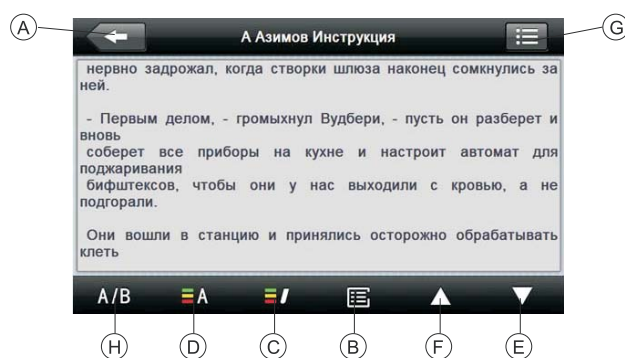 A
G
А Азимов Инструкция
нервно задрожал, когда створки шлюза наконец сомкнулись за
ней.
- Первым делом, - громыхнул Вудбери, - пусть он разберет и
вновь
соберет все приборы на кухне и настроит автомат для
поджаривания
бифштексов, чтобы они у нас выходили с кровью, а не
подгорали.
Они вошли в станцию и принялись осторожно обрабатывать
клеть
A/B
A
H
D
C
B
F
E